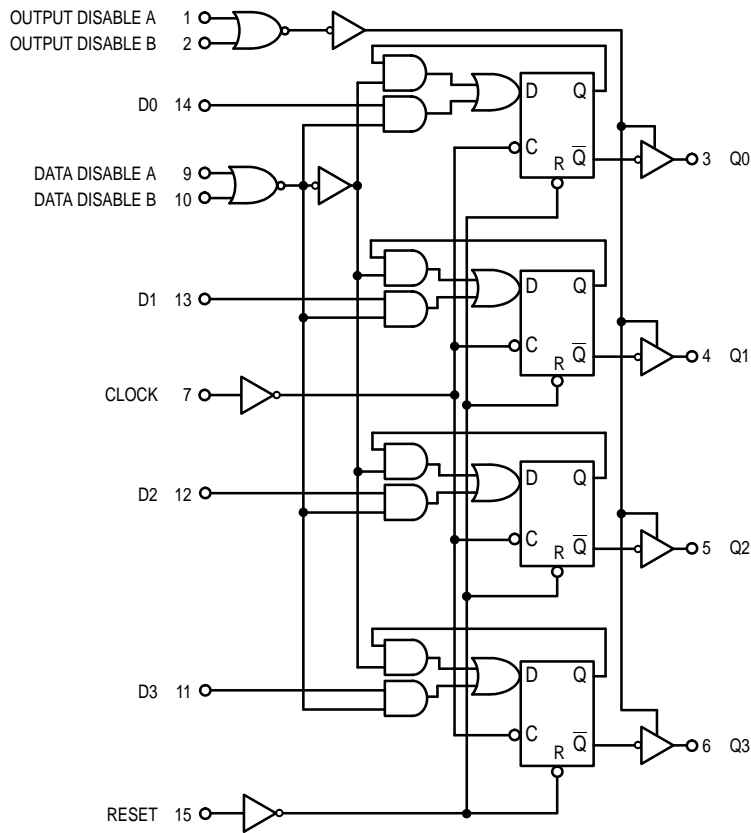 OUTPUT DISABLE A 1
OUTPUT DISABLE B 2
D0 14
D Q
C Q̅
R
3 Q0
DATA DISABLE A 9
DATA DISABLE B 10
D1 13
D Q
C Q̅
R
4 Q1
CLOCK 7
D2 12
D Q
C Q̅
R
5 Q2
D3 11
D Q
C Q̅
R
6 Q3
RESET 15